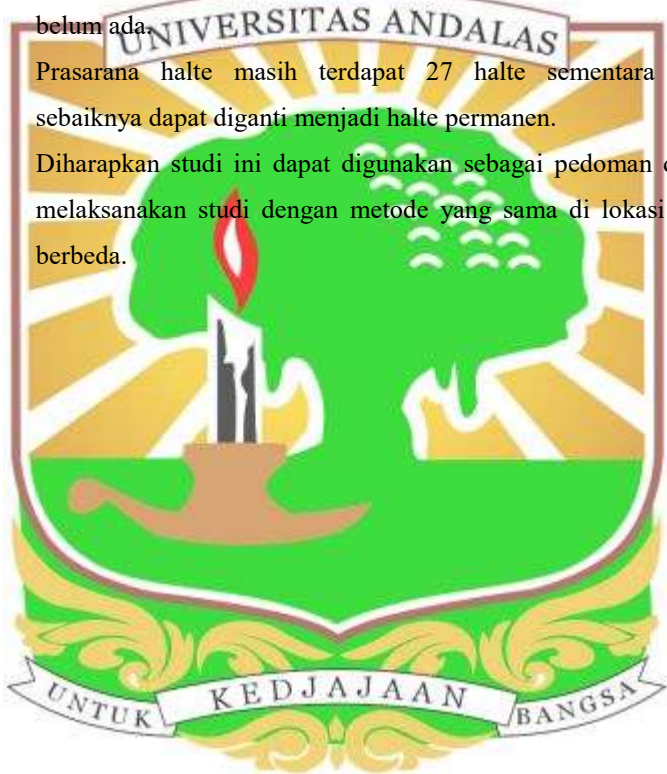 belum ada.
UNIVERSITAS ANDALAS
Prasarana halte masih terdapat 27 halte sementara
sebaiknya dapat diganti menjadi halte permanen.
Diharapkan studi ini dapat digunakan sebagai pedoman
melaksanakan studi dengan metode yang sama di lokasi
berbeda.
UNTUK KEDJAJAAN BANGSA